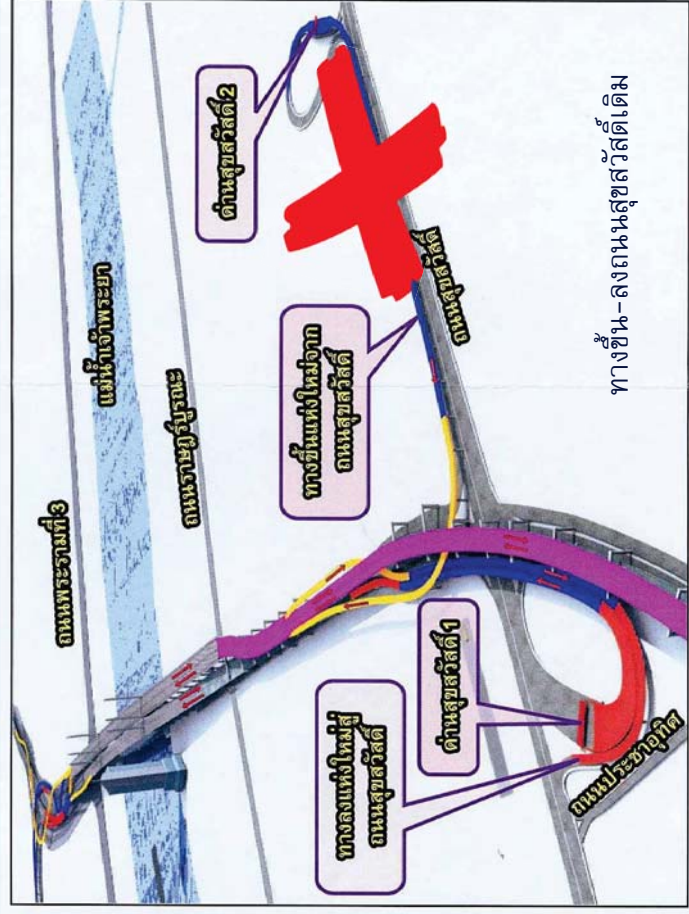 ถนนพระรามที่ 3
แม่น้ำเจ้าพระยา
ถนนราษฎร์บูรณะ
ด่านสุขสวัสดิ์ 2
ทางขึ้นแห่งใหม่จาก
ถนนสุขสวัสดิ์
ถนนสุขสวัสดิ์
ทางลงแห่งใหม่สู่
ถนนสุขสวัสดิ์
ด่านสุขสวัสดิ์ 1
ถนนประชาอุทิศ
ทางขึ้น-ลงถนนสุขสวัสดิ์เดิม